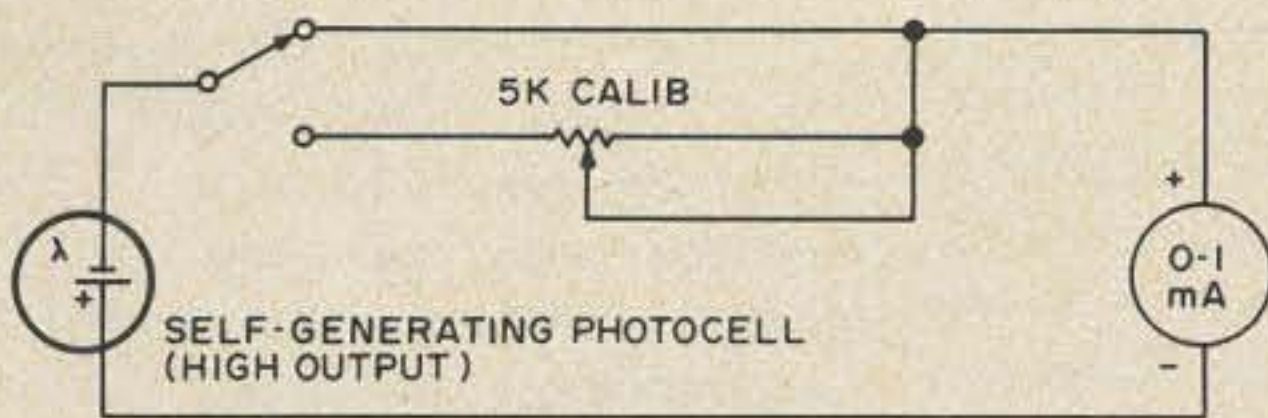 5K CALIB
λ
+
SELF-GENERATING PHOTOCELL
(HIGH OUTPUT)
+
0-1
mA
-